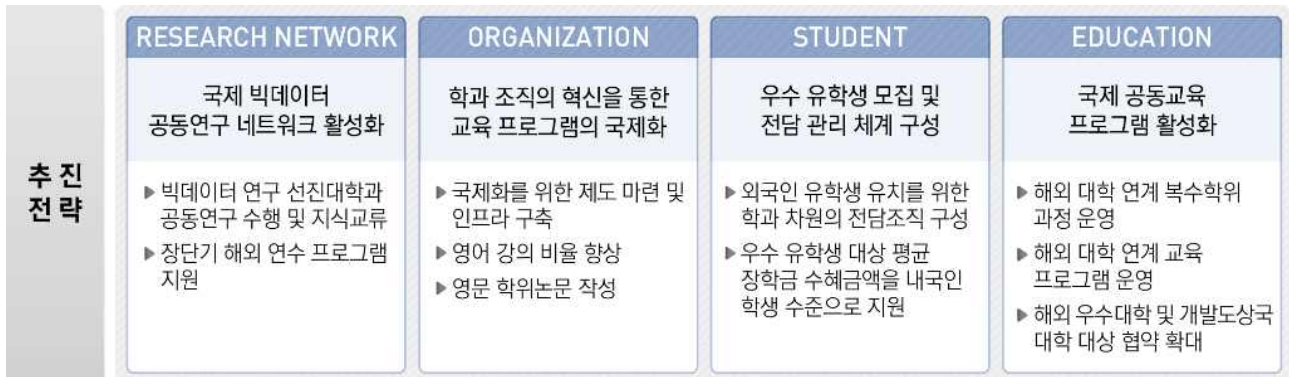 추 진
전 략
RESEARCH NETWORK
국제 빅데이터
공동연구 네트워크 활성화
▶ 빅데이터 연구 선진대학과
공동연구 수행 및 지식교류
▶ 장단기 해외 연수 프로그램
지원
ORGANIZATION
학과 조직의 혁신을 통한
교육 프로그램의 국제화
▶ 국제화를 위한 제도 마련 및
인프라 구축
▶ 영어 강의 비율 향상
▶ 영문 학위논문 작성
STUDENT
우수 유학생 모집 및
전담 관리 체계 구성
▶ 외국인 유학생 유치를 위한
학과 차원의 전담조직 구성
▶ 우수 유학생 대상 평균
장학금 수혜금액을 내국인
학생 수준으로 지원
EDUCATION
국제 공동교육
프로그램 활성화
▶ 해외 대학 연계 복수학위
과정 운영
▶ 해외 대학 연계 교육
프로그램 운영
▶ 해외 우수대학 및 개발도상국
대학 대상 협약 확대